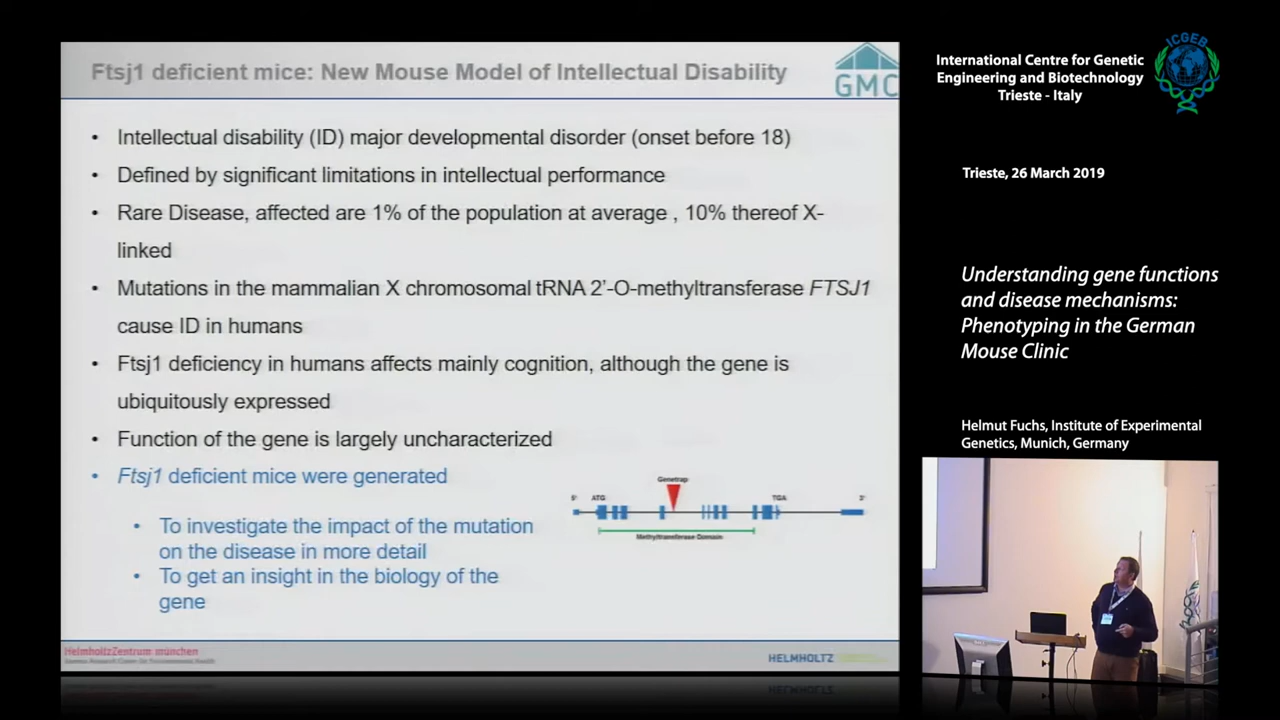 Ftsj1 deficient mice: New Mouse Model of Intellectual Disability
GMC
• Intellectual disability (ID) major developmental disorder (onset before 18)
• Defined by significant limitations in intellectual performance
• Rare Disease, affected are 1% of the population at average , 10% thereof X-
linked
• Mutations in the mammalian X chromosomal tRNA 2'-O-methyltransferase FTSJ1
cause ID in humans
• Ftsj1 deficiency in humans affects mainly cognition, although the gene is
ubiquitously expressed
• Function of the gene is largely uncharacterized
• Ftsj1 deficient mice were generated
• To investigate the impact of the mutation
on the disease in more detail
• To get an insight in the biology of the
gene
Genetrap
5' ATG TGA 3'
Methyltransferase Domain
HelmholtzZentrum münchen
HELMHOLTZ
International Centre for Genetic
Engineering and Biotechnology
Trieste - Italy
ICGEB
Trieste, 26 March 2019
Understanding gene functions
and disease mechanisms:
Phenotyping in the German
Mouse Clinic
Helmut Fuchs, Institute of Experimental
Genetics, Munich, Germany